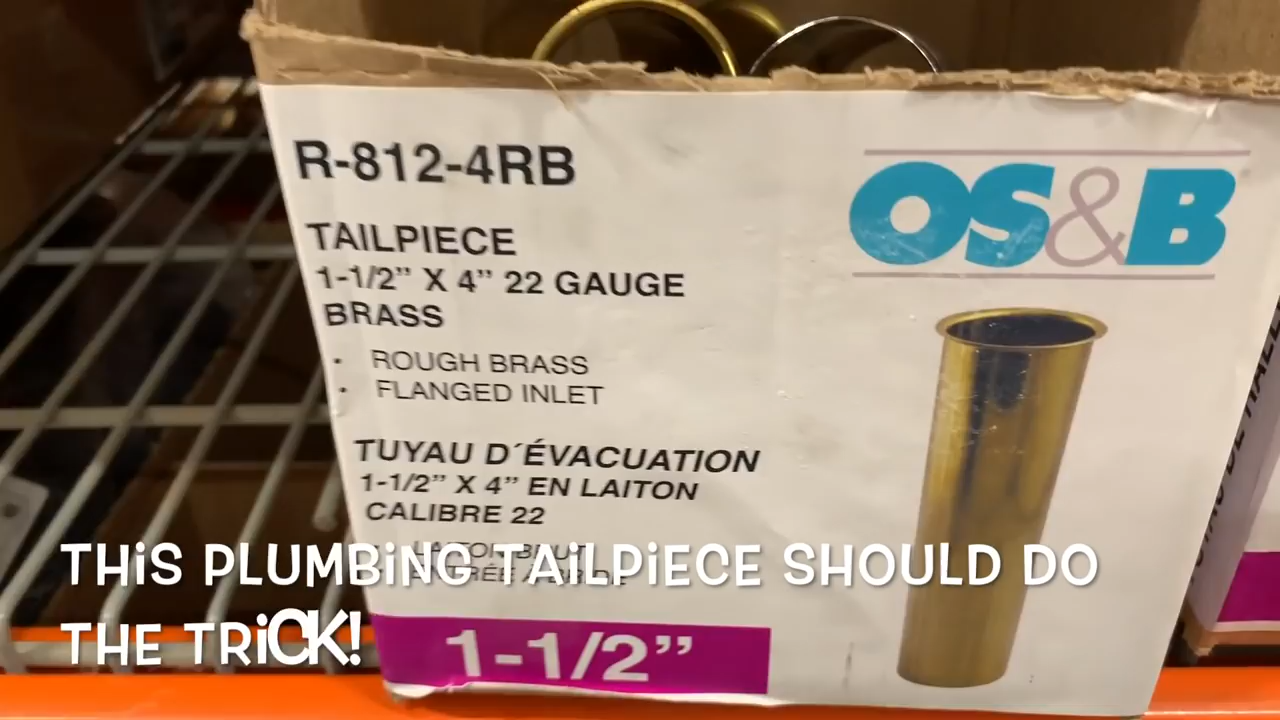 R-812-4RB
OS&B
TAILPIECE
1-1/2" X 4" 22 GAUGE
BRASS
• ROUGH BRASS
• FLANGED INLET
TUYAU D´ÉVACUATION
1-1/2" X 4" EN LAITON
CALIBRE 22
THiS PLUMBiNG TAiLPiECE SHOULD DO
THE TRiCK!
1-1/2"